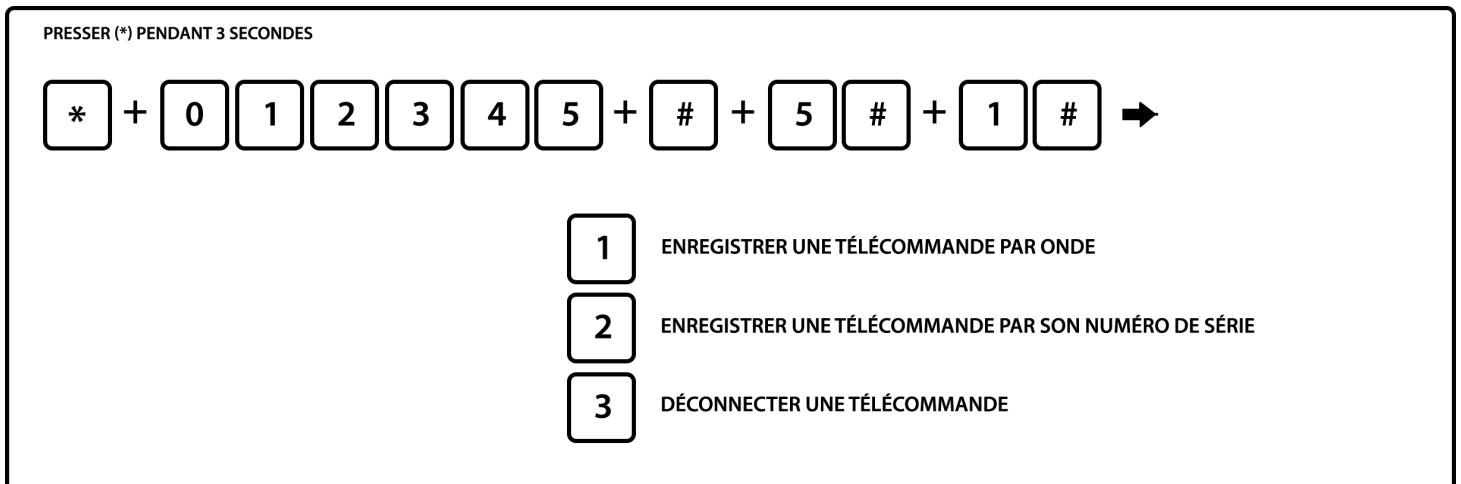 PRESSER (*) PENDANT 3 SECONDES
* + 0 1 2 3 4 5 + # + 5 # + 1 #
1 ENREGISTRER UNE TÉLÉCOMMANDE PAR ONDE
2 ENREGISTRER UNE TÉLÉCOMMANDE PAR SON NUMÉRO DE SÉRIE
3 DÉCONNECTER UNE TÉLÉCOMMANDE